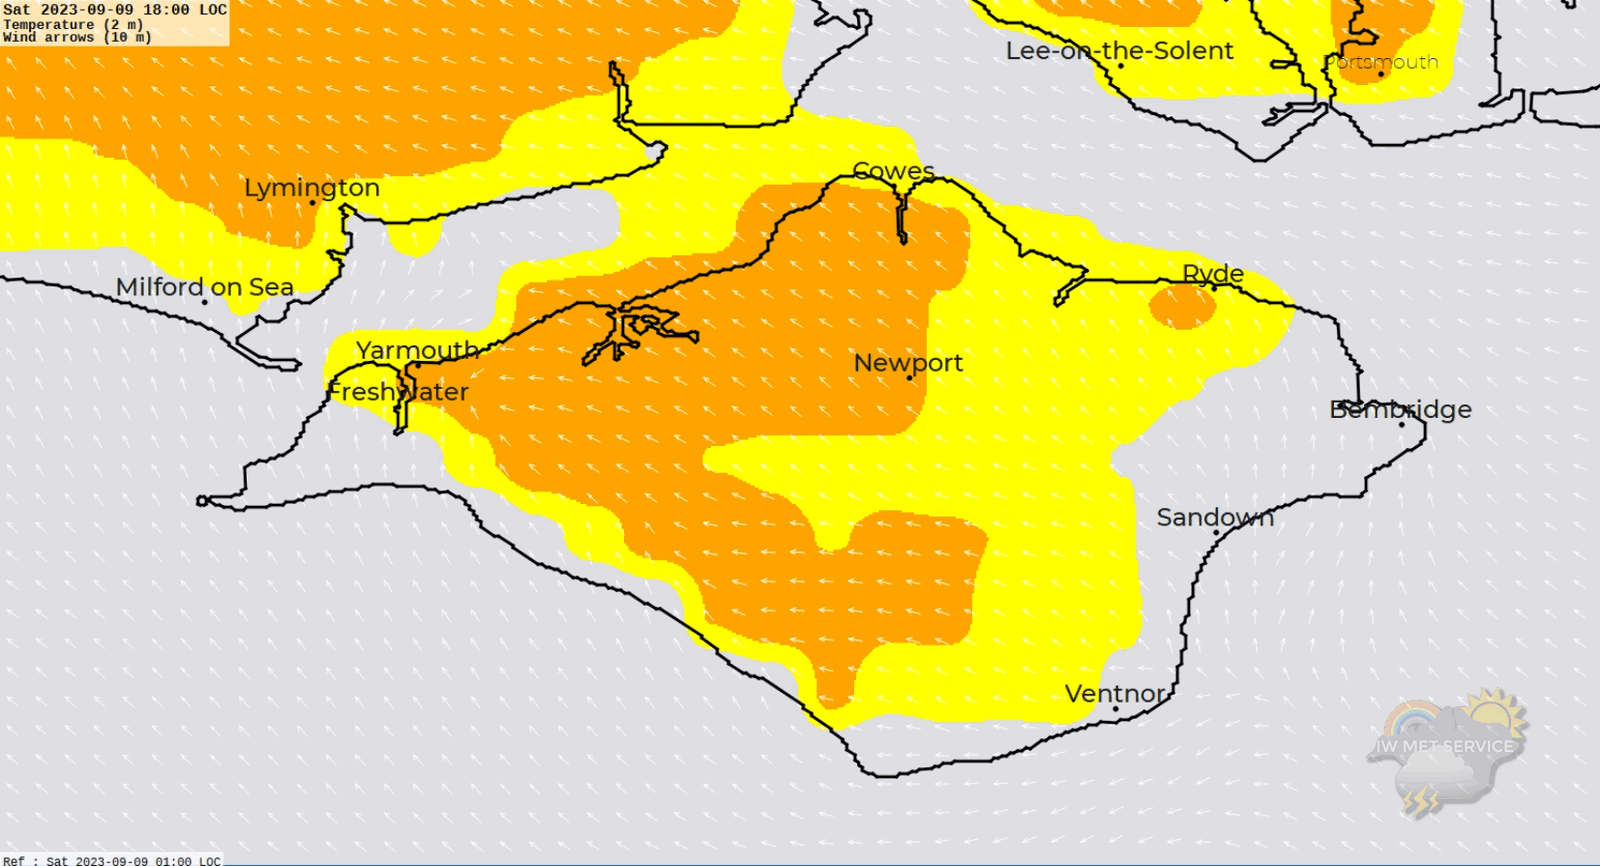 Sat 2023-09-09 18:00 LOC
Temperature (2 m)
Wind arrows (10 m)
Lee-on-the-Solent
Portsmouth
Cowes
Lymington
Ryde
Milford on Sea
Yarmouth
Newport
Freshwater
Bembridge
Sandown
Ventnor
IW MET SERVICE
Ref : Sat 2023-09-09 01:00 LOC